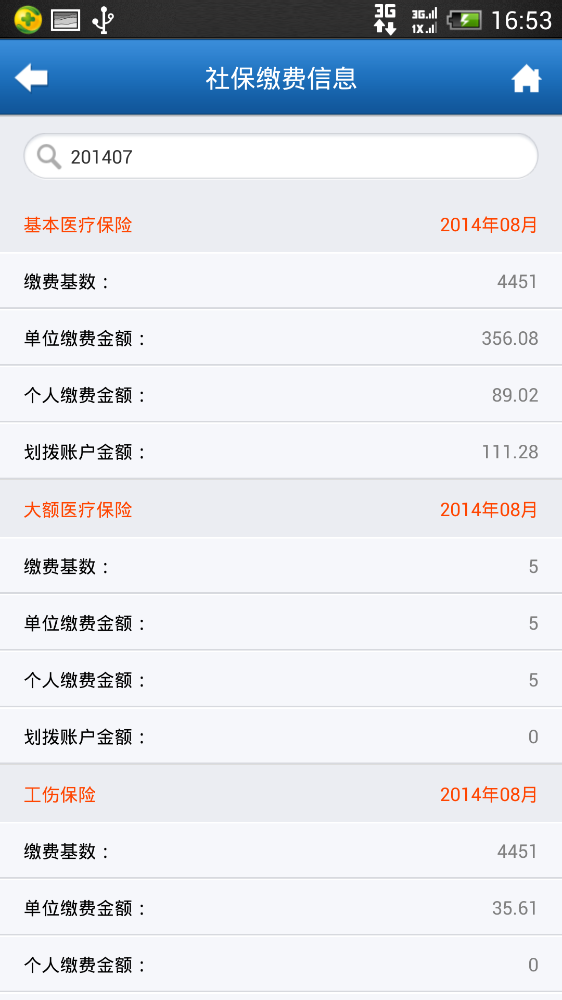 3G 3G 1X 16:53
社保缴费信息
201407
基本医疗保险 2014年08月
缴费基数： 4451
单位缴费金额： 356.08
个人缴费金额： 89.02
划拨账户金额： 111.28
大额医疗保险 2014年08月
缴费基数： 5
单位缴费金额： 5
个人缴费金额： 5
划拨账户金额： 0
工伤保险 2014年08月
缴费基数： 4451
单位缴费金额： 35.61
个人缴费金额： 0